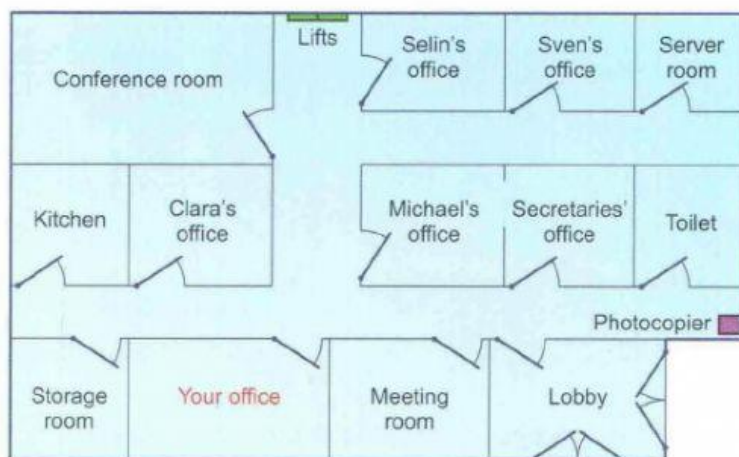 Lifts
Conference room
Selin's
office
Sven's
office
Server
room
Kitchen
Clara's
office
Michael's
office
Secretaries'
office
Toilet
Photocopier
Storage
room
Your office
Meeting
room
Lobby